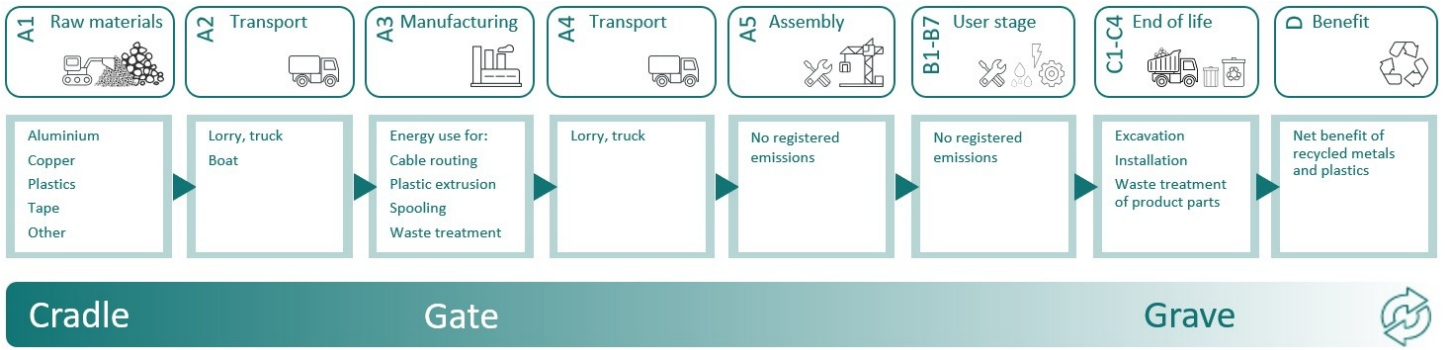 A1 Raw materials
A2 Transport
A3 Manufacturing
A4 Transport
A5 Assembly
B1-B7 User stage
C1-C4 End of life
D Benefit
Aluminium
Copper
Plastics
Tape
Other
Lorry, truck
Boat
Energy use for:
Cable routing
Plastic extrusion
Spooling
Waste treatment
Lorry, truck
No registered
emissions
No registered
emissions
Excavation
Installation
Waste treatment
of product parts
Net benefit of
recycled metals
and plastics
Cradle
Gate
Grave